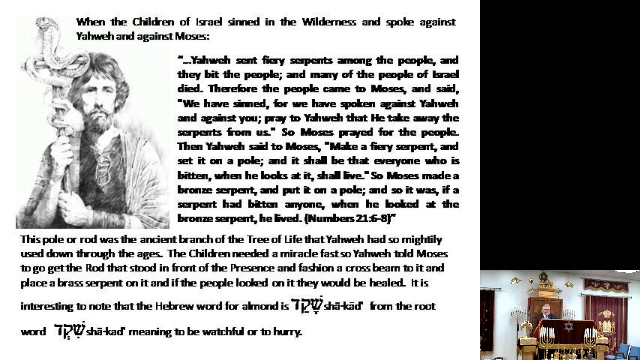 When the Children of Israel sinned in the Wilderness and spoke against
Yahweh and against Moses:
“...Yahweh sent fiery serpents among the people, and
they bit the people; and many of the people of Israel
died. Therefore the people came to Moses, and said,
"We have sinned, for we have spoken against Yahweh
and against you; pray to Yahweh that He take away the
serpents from us." So Moses prayed for the people.
Then Yahweh said to Moses, "Make a fiery serpent, and
set it on a pole; and it shall be that everyone who is
bitten, when he looks at it, shall live." So Moses made a
bronze serpent, and put it on a pole; and so it was, if a
serpent had bitten anyone, when he looked at the
bronze serpent, he lived. (Numbers 21:6-8)”
This pole or rod was the ancient branch of the Tree of Life that Yahweh had so mightily
used down through the ages. The Children needed a miracle fast so Yahweh told Moses
to go get the Rod that stood in front of the Presence and fashion a cross beam to it and
place a brass serpent on it and if the people looked on it they would be healed. It is
interesting to note that the Hebrew word for almond is שָׁקֵד shā-kād' from the root
word שָׁקַד shā-kad' meaning to be watchful or to hurry.